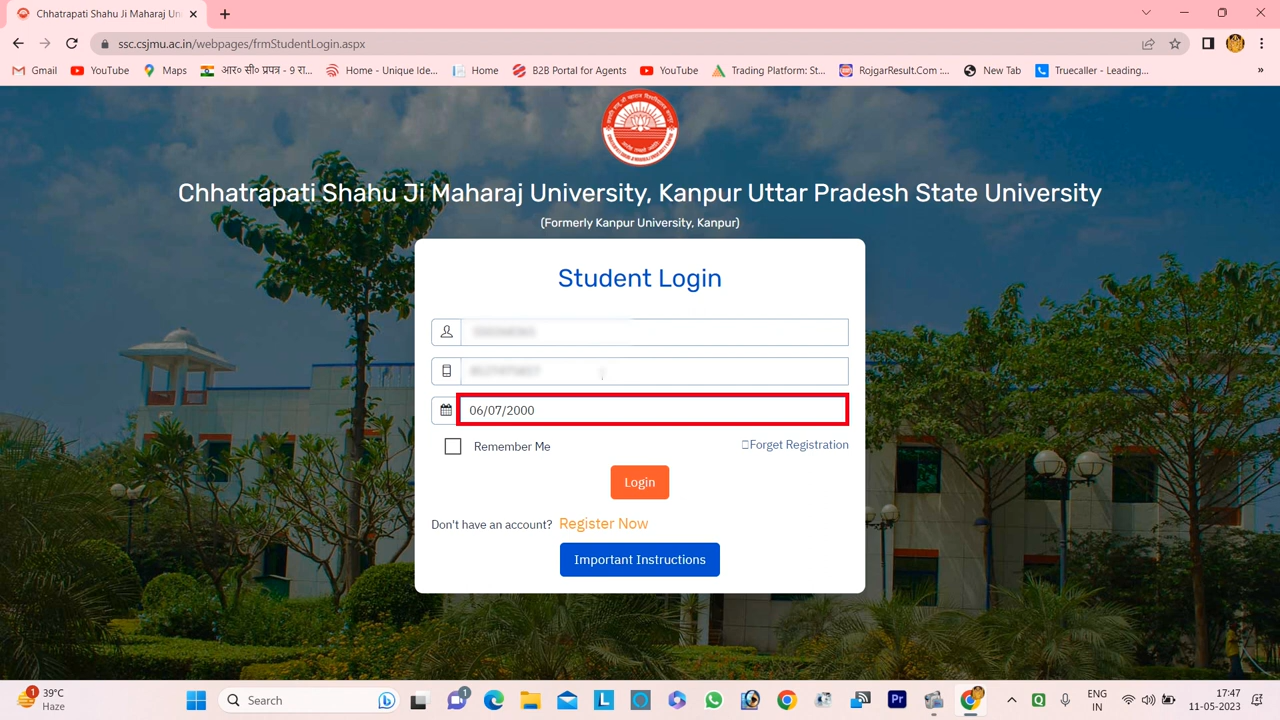 Chhatrapati Shahu Ji Maharaj Un
ssc.csjmu.ac.in/webpages/frmStudentLogin.aspx
Gmail YouTube Maps आर० सी० प्रपत्र - 9 रा... Home - Unique Ide... Home B2B Portal for Agents YouTube Trading Platform: St... RojgarResult.Com :... New Tab Truecaller - Leading... »
Chhatrapati Shahu Ji Maharaj University, Kanpur Uttar Pradesh State University
(Formerly Kanpur University, Kanpur)
Student Login
06/07/2000
Remember Me Forget Registration
Login
Don't have an account? Register Now
Important Instructions
1 39°C
Haze
Search
1
L
Pr
Q
ENG
IN
17:47
11-05-2023